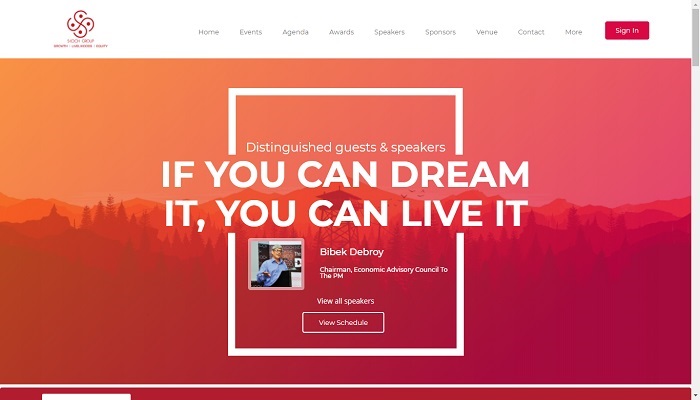 SKOCH GROUP
GROWTH | LIVELIHOODS | EQUITY
Home Events Agenda Awards Speakers Sponsors Venue Contact More Sign In
Distinguished guests & speakers
IF YOU CAN DREAM
IT, YOU CAN LIVE IT
Bibek Debroy
Chairman, Economic Advisory Council To
The PM
View all speakers
View Schedule